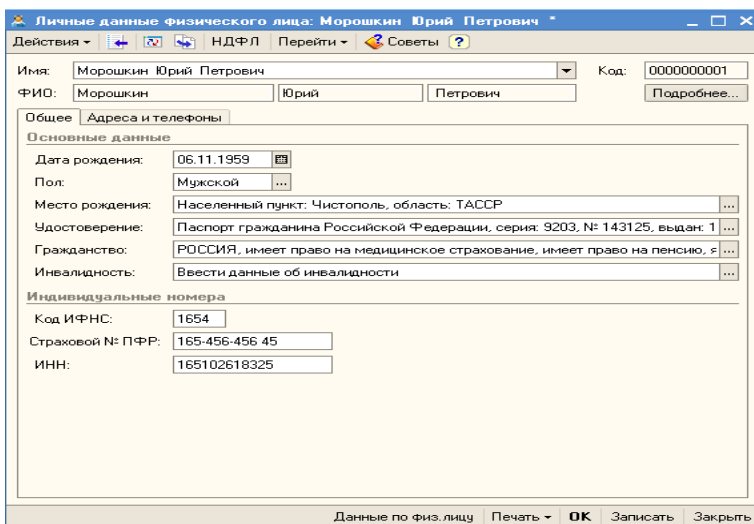 Личные данные физического лица: Морошкин Юрий Петрович *
Действия НДФЛ Перейти Советы ?
Имя: Морошкин Юрий Петрович Код: 0000000001
ФИО: Морошкин Юрий Петрович Подробнее...
Общее Адреса и телефоны
Основные данные
Дата рождения: 06.11.1959
Пол: Мужской ...
Место рождения: Населенный пункт: Чистополь, область: ТАССР ...
Удостоверение: Паспорт гражданина Российской Федерации, серия: 9203, № 143125, выдан: 1 ...
Гражданство: РОССИЯ, имеет право на медицинское страхование, имеет право на пенсию, я ...
Инвалидность: Ввести данные об инвалидности ...
Индивидуальные номера
Код ИФНС: 1654
Страховой № ПФР: 165-456-456 45
ИНН: 165102618325
Данные по физ.лицу Печать OK Записать Закрыть